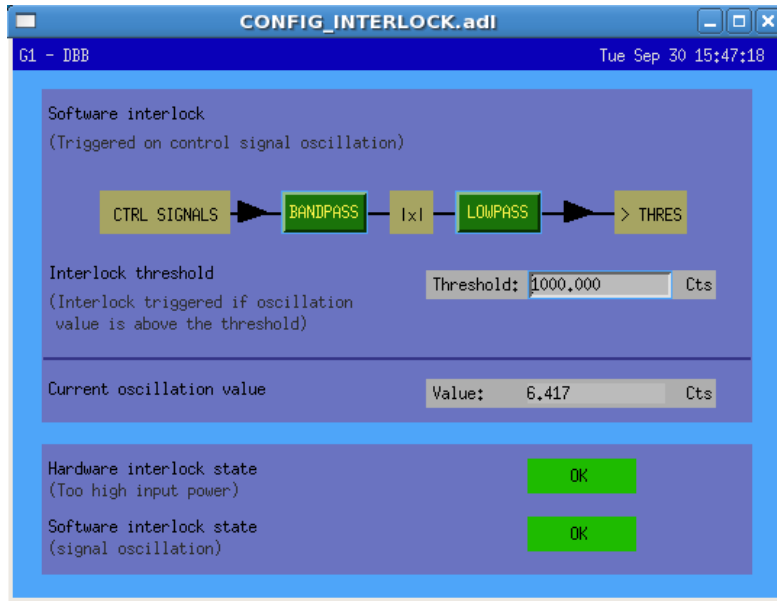 CONFIG_INTERLOCK.adl
G1 - DBB Tue Sep 30 15:47:18
Software interlock
(Triggered on control signal oscillation)
CTRL SIGNALS BANDPASS |x| LOWPASS > THRES
Interlock threshold
Threshold: 1000.000 Cts
(Interlock triggered if oscillation
value is above the threshold)
Current oscillation value Value: 6.417 Cts
Hardware interlock state
(Too high input power)
OK
Software interlock state
(signal oscillation)
OK